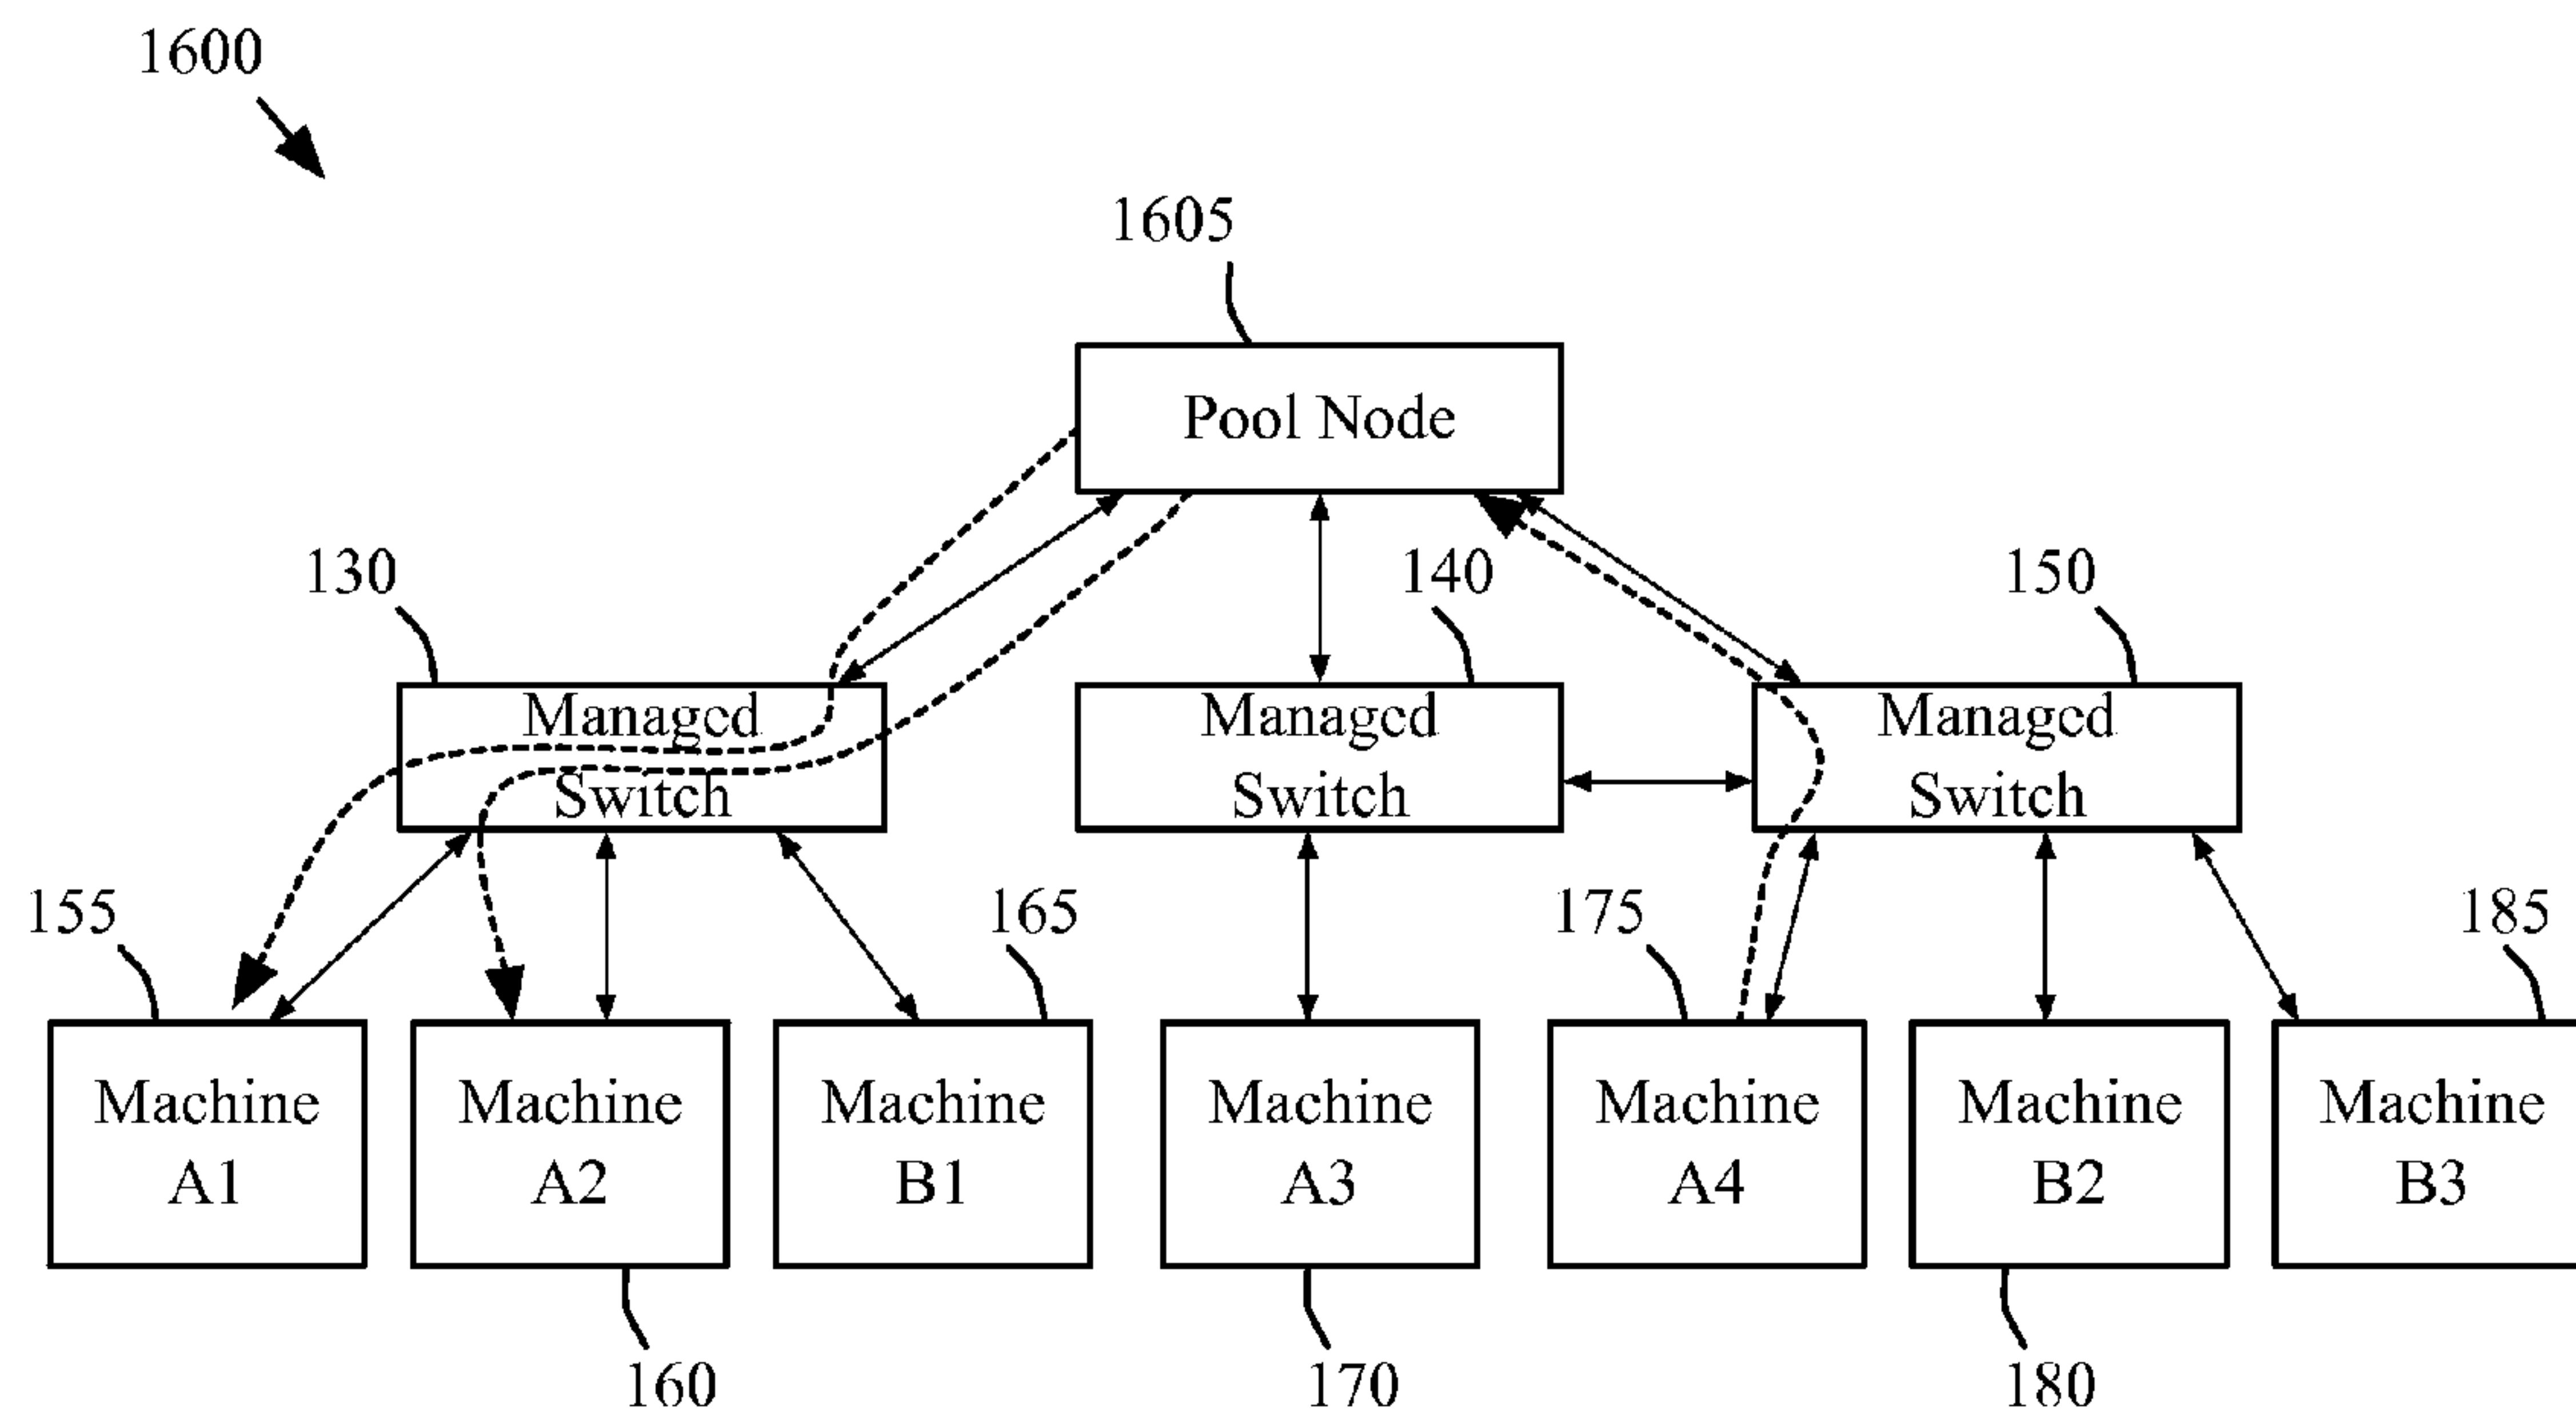 1600
1605
Pool Node
130
140
150
Managed
Switch
Managed
Switch
Managed
Switch
155
165
175
185
Machine
A1
Machine
A2
Machine
B1
Machine
A3
Machine
A4
Machine
B2
Machine
B3
160
170
180